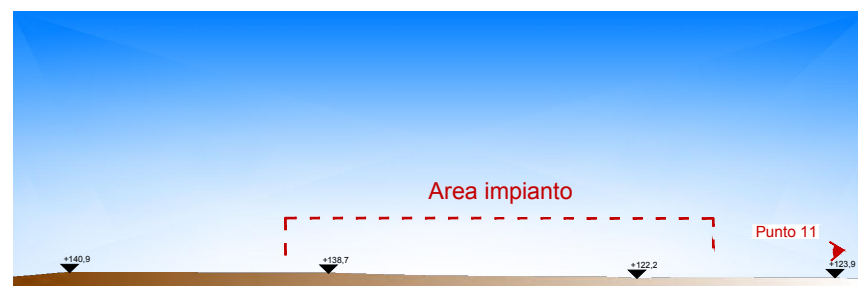 Area impianto
Punto 11
+140,9
+138,7
+122,2
+123,9